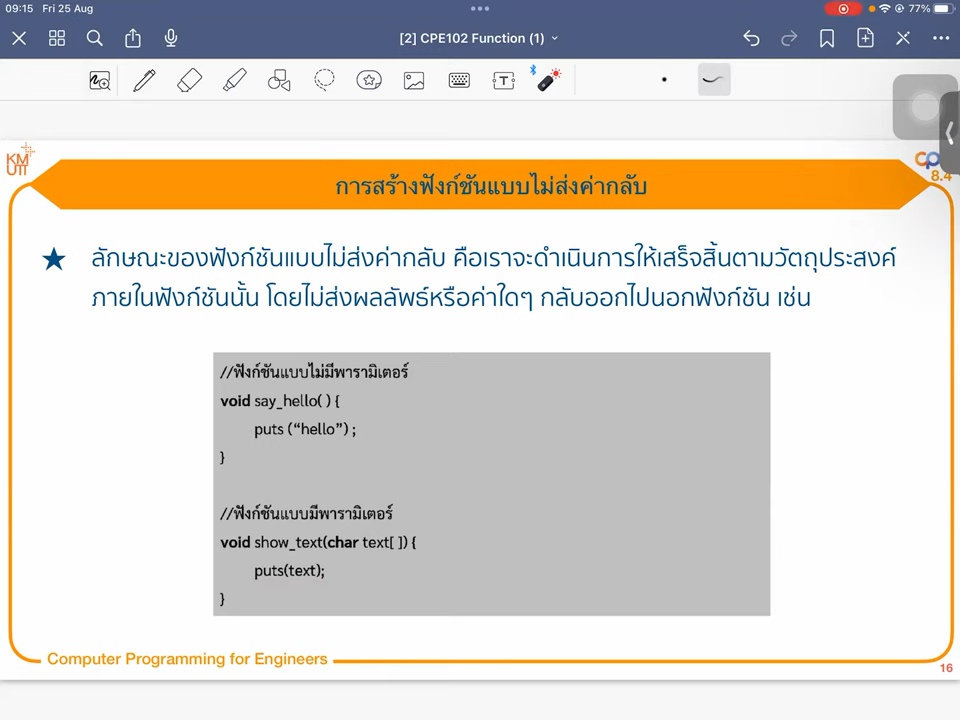 09:15 Fri 25 Aug
77%
[2] CPE102 Function (1)
T
KM
UTT
8.4
การสร้างฟังก์ชันแบบไม่ส่งค่ากลับ
★ ลักษณะของฟังก์ชันแบบไม่ส่งค่ากลับ คือเราจะดำเนินการให้เสร็จสิ้นตามวัตถุประสงค์
ภายในฟังก์ชันนั้น โดยไม่ส่งผลลัพธ์หรือค่าใดๆ กลับออกไปนอกฟังก์ชัน เช่น
//ฟังก์ชันแบบไม่มีพารามิเตอร์
void say_hello( ) {
puts (“hello”) ;
}
//ฟังก์ชันแบบมีพารามิเตอร์
void show_text(char text[ ]) {
puts(text);
}
Computer Programming for Engineers
16